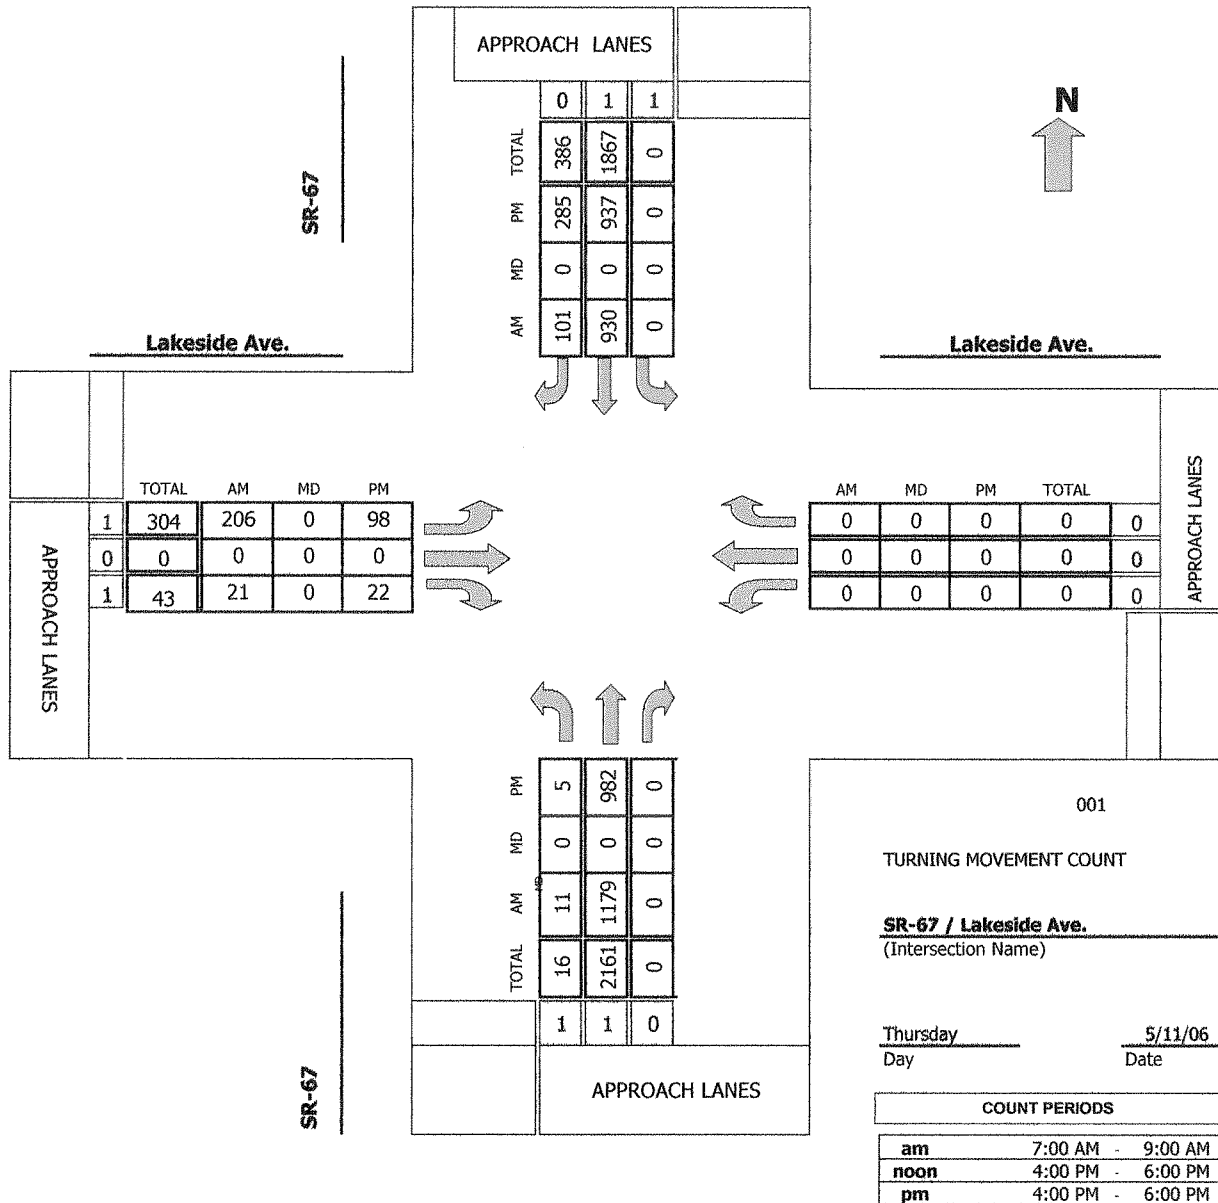 APPROACH LANES
0 1 1
TOTAL 386 1867 0
PM 285 937 0
MD 0 0 0
AM 101 930 0
N
SR-67
Lakeside Ave.
Lakeside Ave.
TOTAL AM MD PM
1 304 206 0 98
0 0 0 0 0
1 43 21 0 22
APPROACH LANES
AM MD PM TOTAL
0 0 0 0 0
0 0 0 0 0
0 0 0 0 0
APPROACH LANES
PM 5 982 0
MD 0 0 0
AM 11 1179 0
TOTAL 16 2161 0
1 1 0
APPROACH LANES
SR-67
001
TURNING MOVEMENT COUNT
SR-67 / Lakeside Ave.
(Intersection Name)
Thursday 5/11/06
Day Date
COUNT PERIODS
am 7:00 AM - 9:00 AM
noon 4:00 PM - 6:00 PM
pm 4:00 PM - 6:00 PM